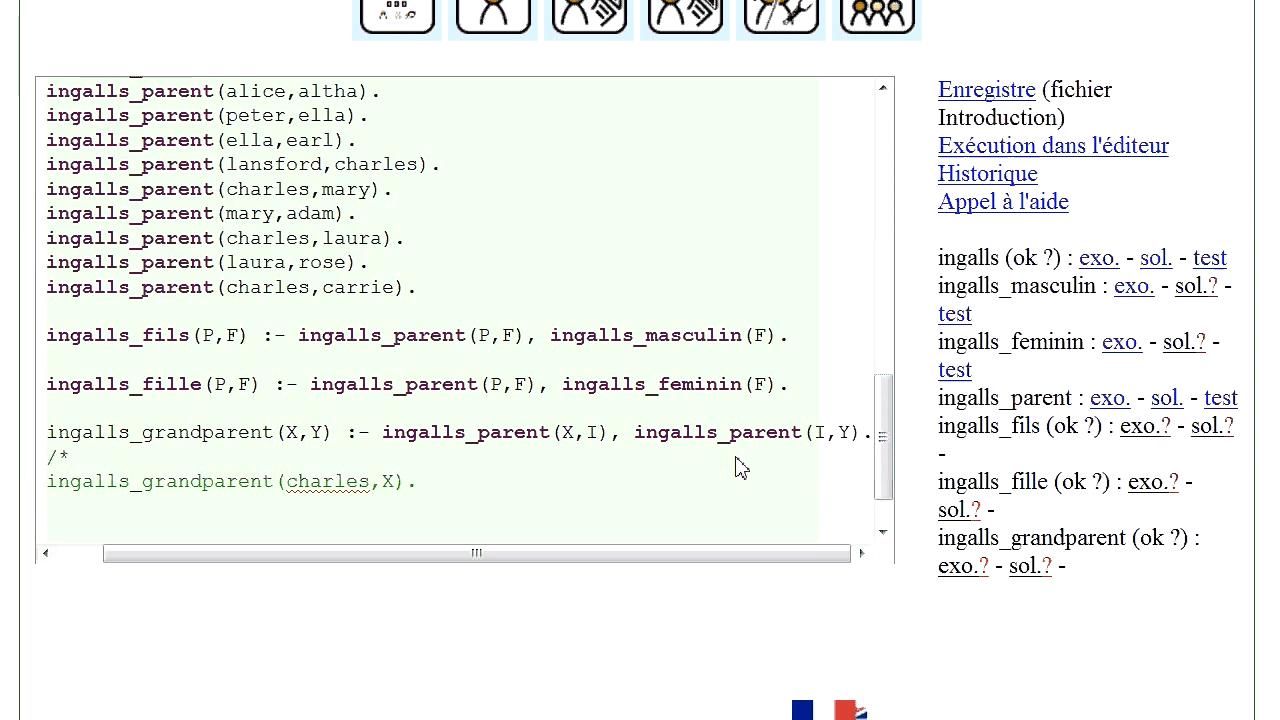 ingalls_parent(alice,altha).
ingalls_parent(peter,ella).
ingalls_parent(ella,earl).
ingalls_parent(lansford,charles).
ingalls_parent(charles,mary).
ingalls_parent(mary,adam).
ingalls_parent(charles,laura).
ingalls_parent(laura,rose).
ingalls_parent(charles,carrie).
ingalls_fils(P,F) :- ingalls_parent(P,F), ingalls_masculin(F).
ingalls_fille(P,F) :- ingalls_parent(P,F), ingalls_feminin(F).
ingalls_grandparent(X,Y) :- ingalls_parent(X,I), ingalls_parent(I,Y).
/*
ingalls_grandparent(charles,X).
Enregistre (fichier
Introduction)
Exécution dans l'éditeur
Historique
Appel à l'aide
ingalls (ok ?) : exo. - sol. - test
ingalls_masculin : exo. - sol.? -
test
ingalls_feminin : exo. - sol.? -
test
ingalls_parent : exo. - sol. - test
ingalls_fils (ok ?) : exo.? - sol.?
-
ingalls_fille (ok ?) : exo.? -
sol.? -
ingalls_grandparent (ok ?) :
exo.? - sol.? -